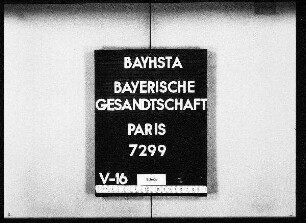 BAYHSTA
BAYERISCHE
GESANDTSCHAFT
PARIS
7299
V-16